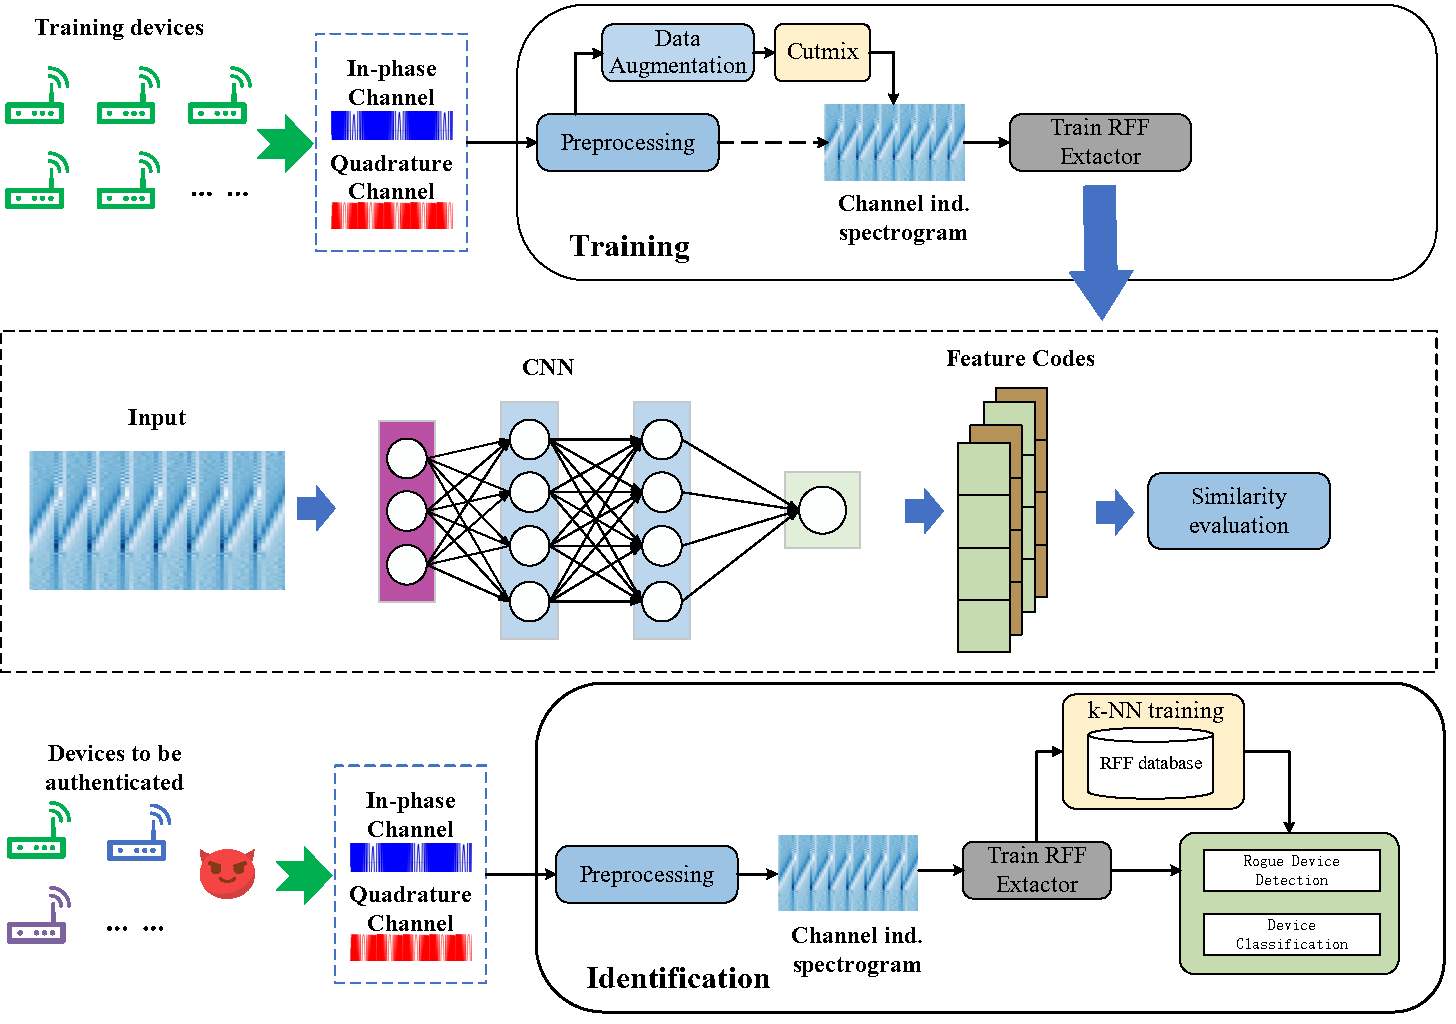 Training devices
... ...
In-phase
Channel
Quadrature
Channel
Data
Augmentation
Cutmix
Preprocessing
Channel ind.
spectrogram
Train RFF
Extactor
Training
Input
CNN
Feature Codes
Similarity
evaluation
Devices to be
authenticated
... ...
In-phase
Channel
Quadrature
Channel
Preprocessing
Channel ind.
spectrogram
Train RFF
Extactor
k-NN training
RFF database
Rogue Device
Detection
Device
Classification
Identification